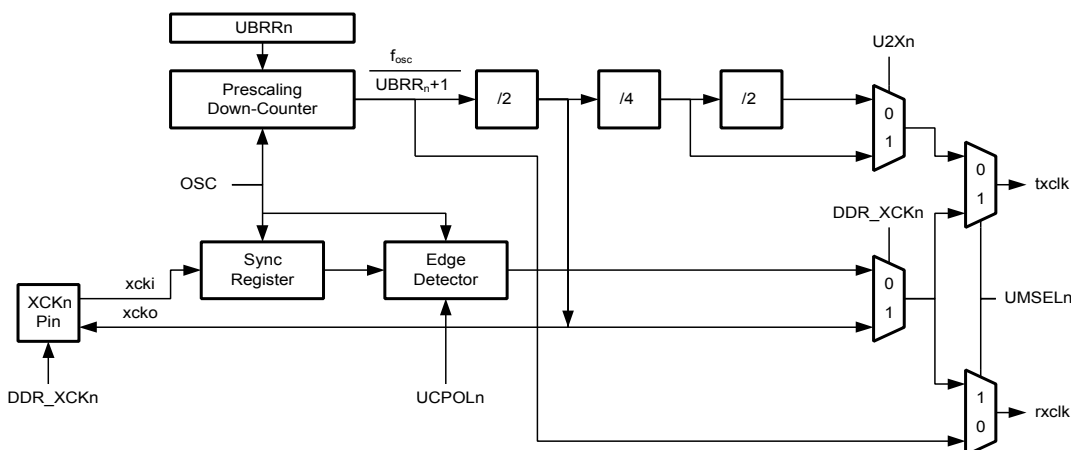 UBRRn
Prescaling
Down-Counter
fosc
UBRRn+1
/2
/4
/2
U2Xn
0
1
OSC
0
1
txclk
DDR_XCKn
Sync
Register
Edge
Detector
0
1
UMSELn
xcki
XCKn
Pin
xcko
DDR_XCKn
UCPOLn
1
0
rxclk